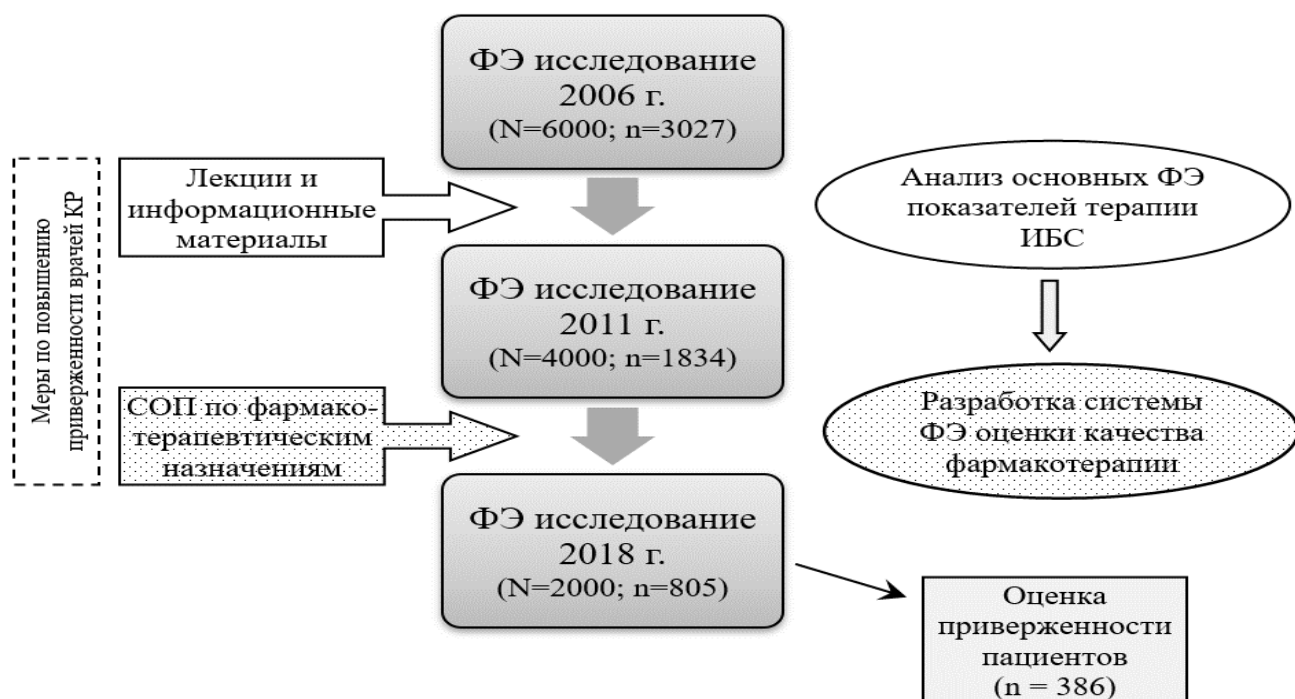 ФЭ исследование
2006 г.
(N=6000; n=3027)
Меры по повышению
приверженности врачей КР
Лекции и
информационные
материалы
Анализ основных ФЭ
показателей терапии
ИБС
ФЭ исследование
2011 г.
(N=4000; n=1834)
СОП по фармако-
терапевтическим
назначениям
Разработка системы
ФЭ оценки качества
фармакотерапии
ФЭ исследование
2018 г.
(N=2000; n=805)
Оценка
приверженности
пациентов
(n = 386)